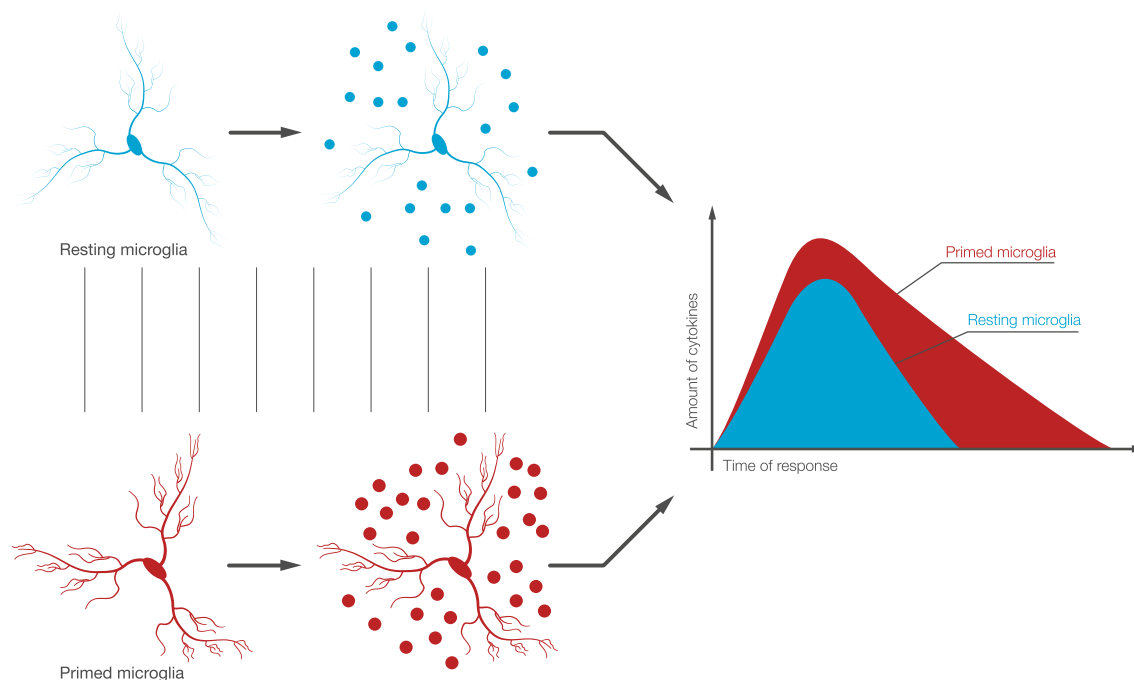 Resting microglia
Primed microglia
Resting microglia
Amount of cytokines
Time of response
Primed microglia